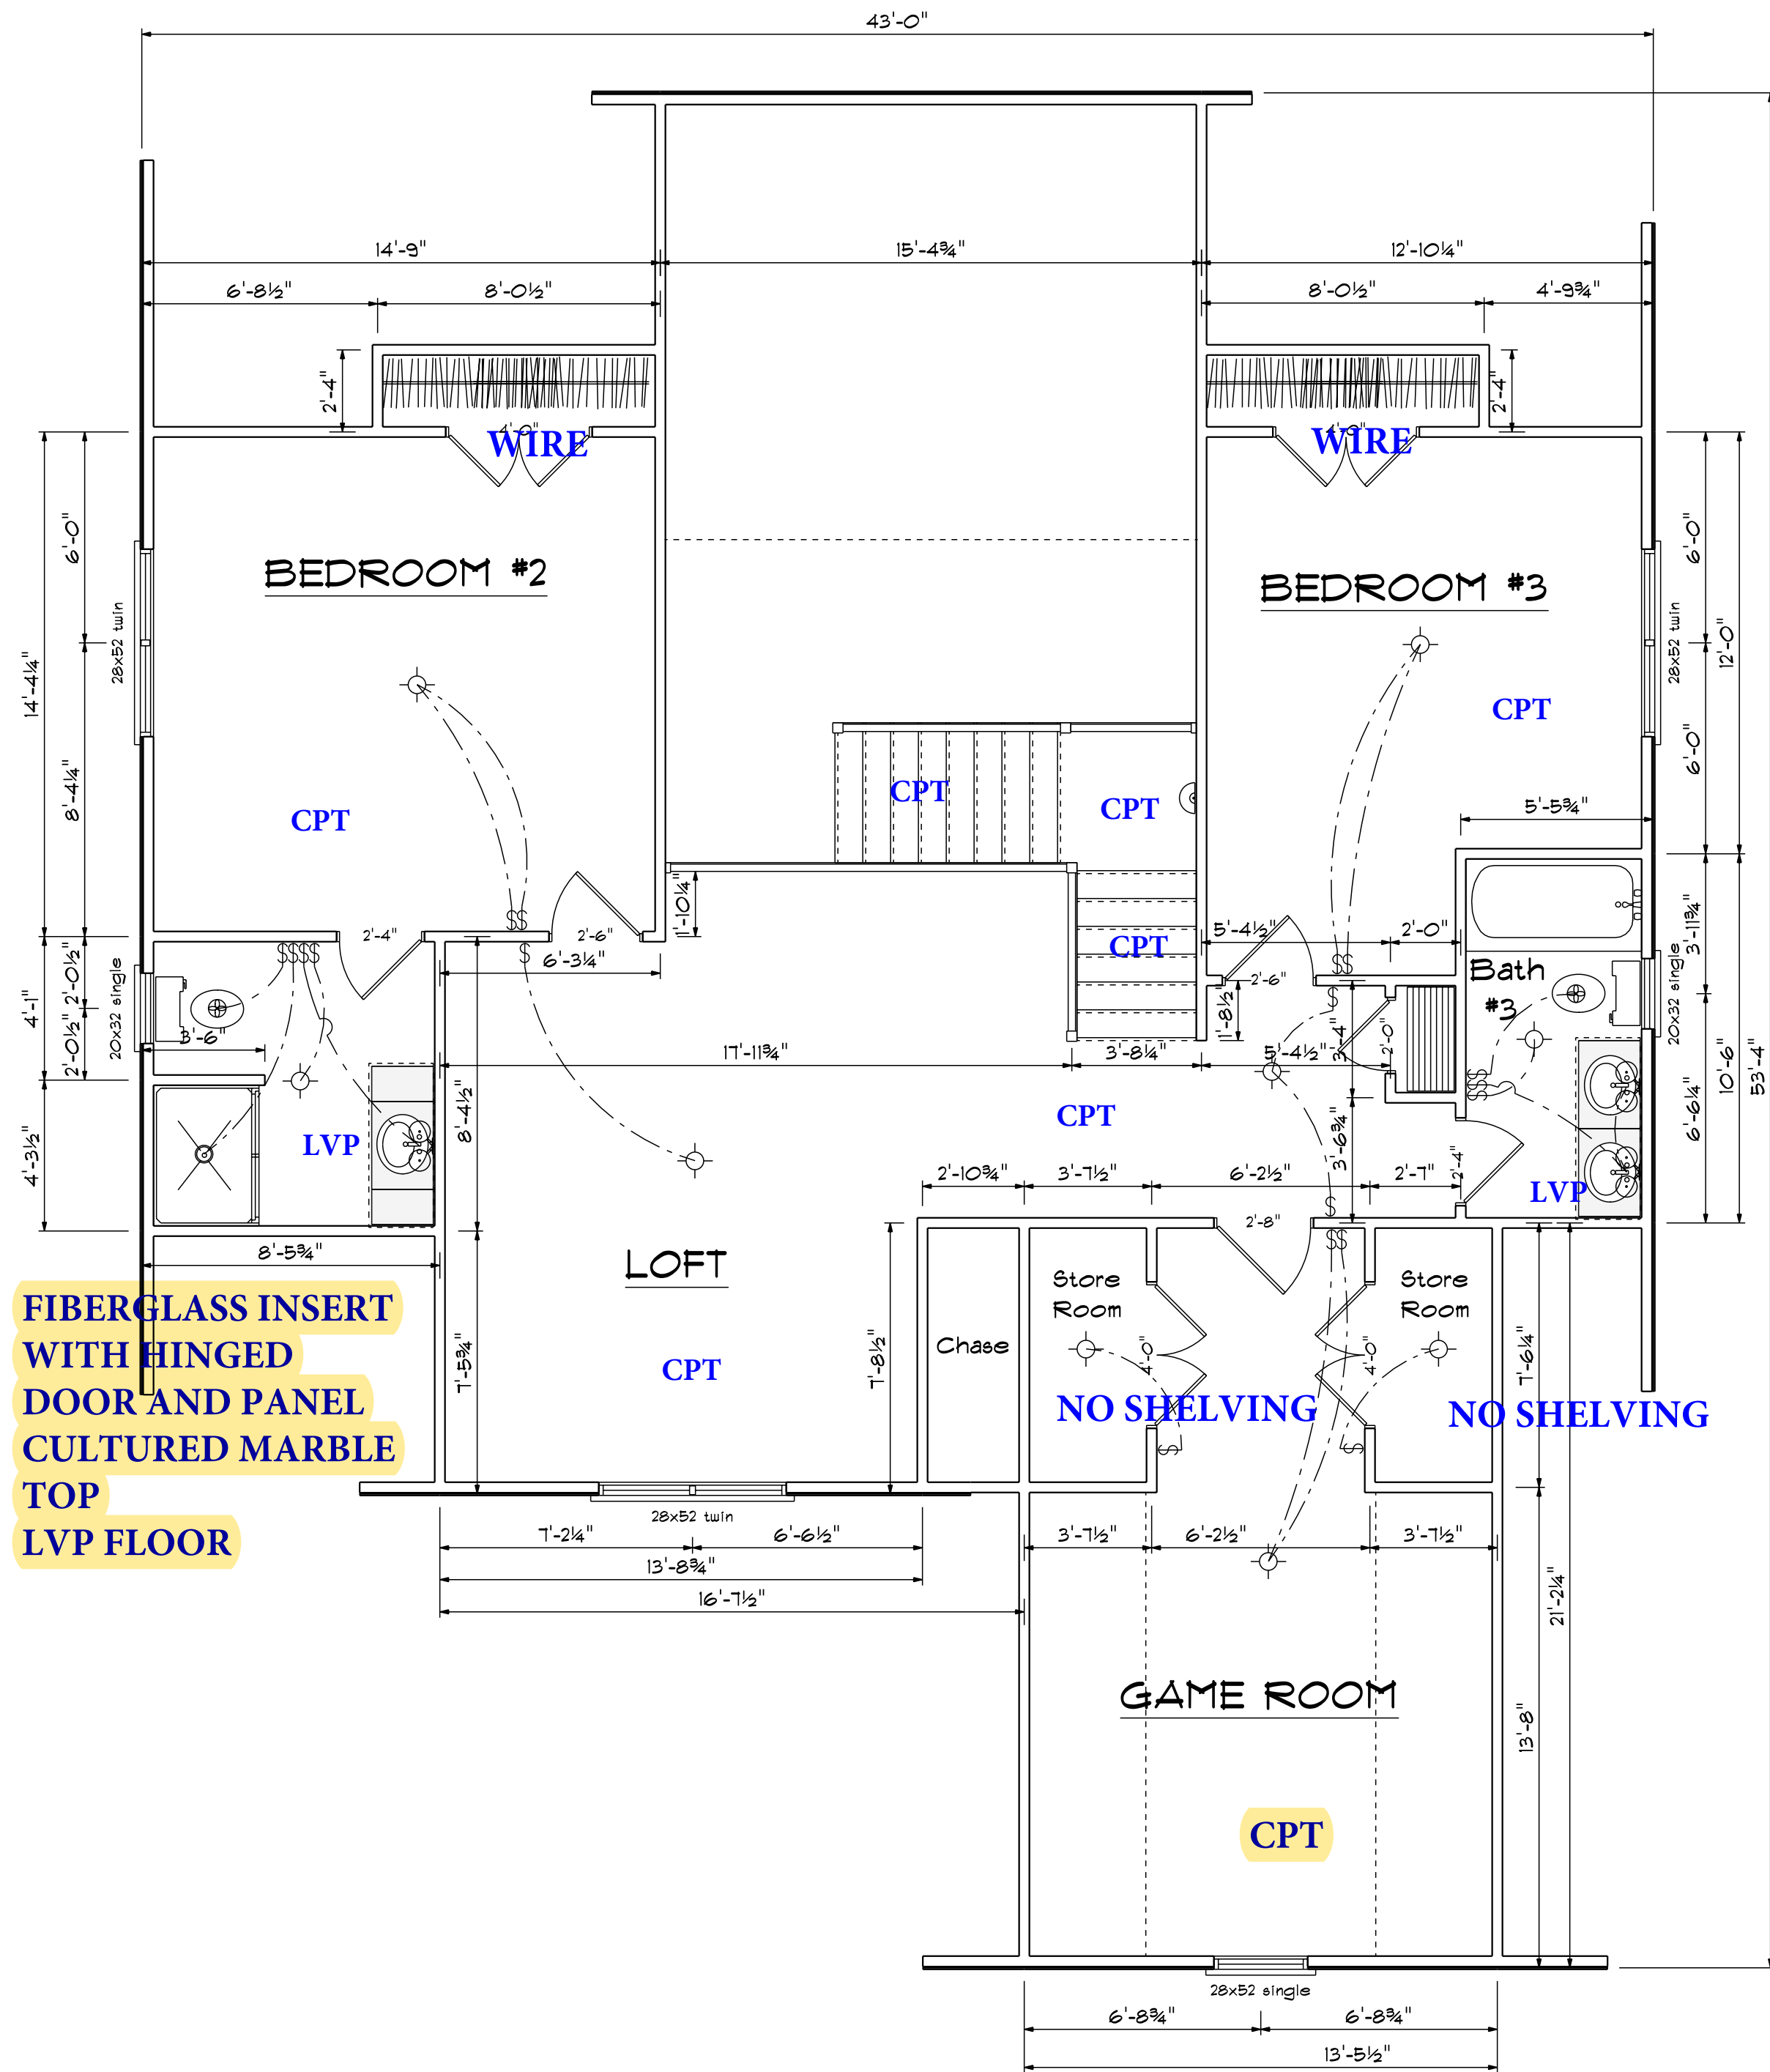 43'-0"
14'-9"
15'-4¾"
12'-10¼"
6'-8½"
8'-0½"
8'-0½"
4'-9¾"
2'-4"
2'-4"
4'-0"
WIRE
4'-0"
WIRE
6'-0"
6'-0"
BEDROOM #2
BEDROOM #3
28x52 twin
28x52 twin
12'-0"
14'-4¼"
CPT
8'-4¼"
6'-0"
CPT
CPT
CPT
5'-5¾"
1'-10¼"
2'-4"
2'-6"
6'-3¼"
CPT
5'-4½"
2'-0"
3'-11¾"
2'-6"
Bath
#3
20x32 single
20x32 single
4'-1"
2'-0½"
2'-0½"
3'-6"
1'-8½"
3'-4"
2'-0"
17'-11¾"
3'-8¼"
5'-4½"
10'-6"
53'-4"
6'-6¼"
8'-4½"
CPT
LVP
4'-3½"
3'-6¾"
2'-10¾"
3'-7½"
6'-2½"
2'-7"
2'-4"
LVP
2'-8"
8'-5¾"
LOFT
Store
Room
Store
Room
FIBERGLASS INSERT
WITH HINGED
DOOR AND PANEL
CULTURED MARBLE
TOP
LVP FLOOR
7'-5¾"
CPT
7'-8½"
Chase
4'-0"
4'-0"
7'-6¼"
NO SHELVING
NO SHELVING
28x52 twin
7'-2¼"
6'-6½"
3'-7½"
6'-2½"
3'-7½"
13'-8¾"
16'-7½"
21'-2¼"
GAME ROOM
13'-8"
CPT
28x52 single
6'-8¾"
6'-8¾"
13'-5½"